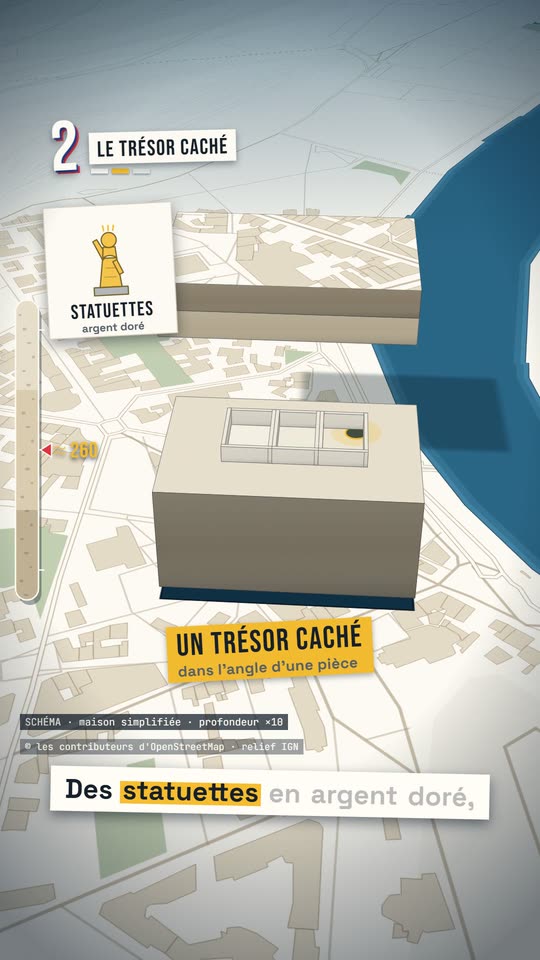 2
LE TRÉSOR CACHÉ
STATUETTES
argent doré
260
UN TRÉSOR CACHÉ
dans l'angle d'une pièce
SCHÉMA · maison simplifiée · profondeur ×10
© les contributeurs d'OpenStreetMap · relief IGN
Des statuettes en argent doré,